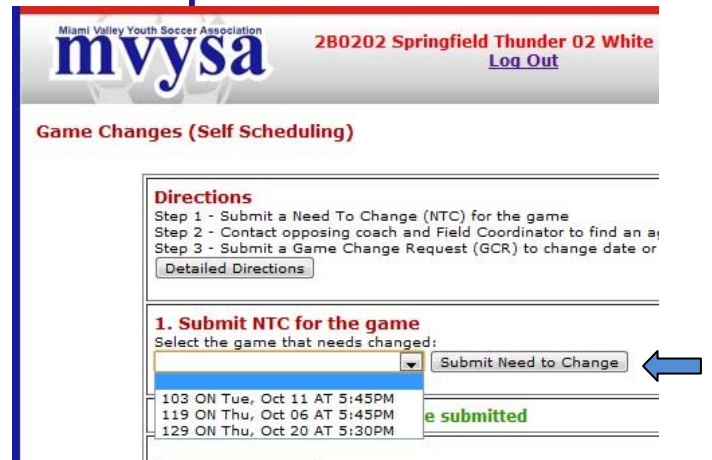 Miami Valley Youth Soccer Association
mvysa
2B0202 Springfield Thunder 02 White
Log Out
Game Changes (Self Scheduling)
Directions
Step 1 - Submit a Need To Change (NTC) for the game
Step 2 - Contact opposing coach and Field Coordinator to find an
Step 3 - Submit a Game Change Request (GCR) to change date or
Detailed Directions
1. Submit NTC for the game
Select the game that needs changed:
Submit Need to Change
103 ON Tue, Oct 11 AT 5:45PM
119 ON Thu, Oct 06 AT 5:45PM
129 ON Thu, Oct 20 AT 5:30PM
submitted